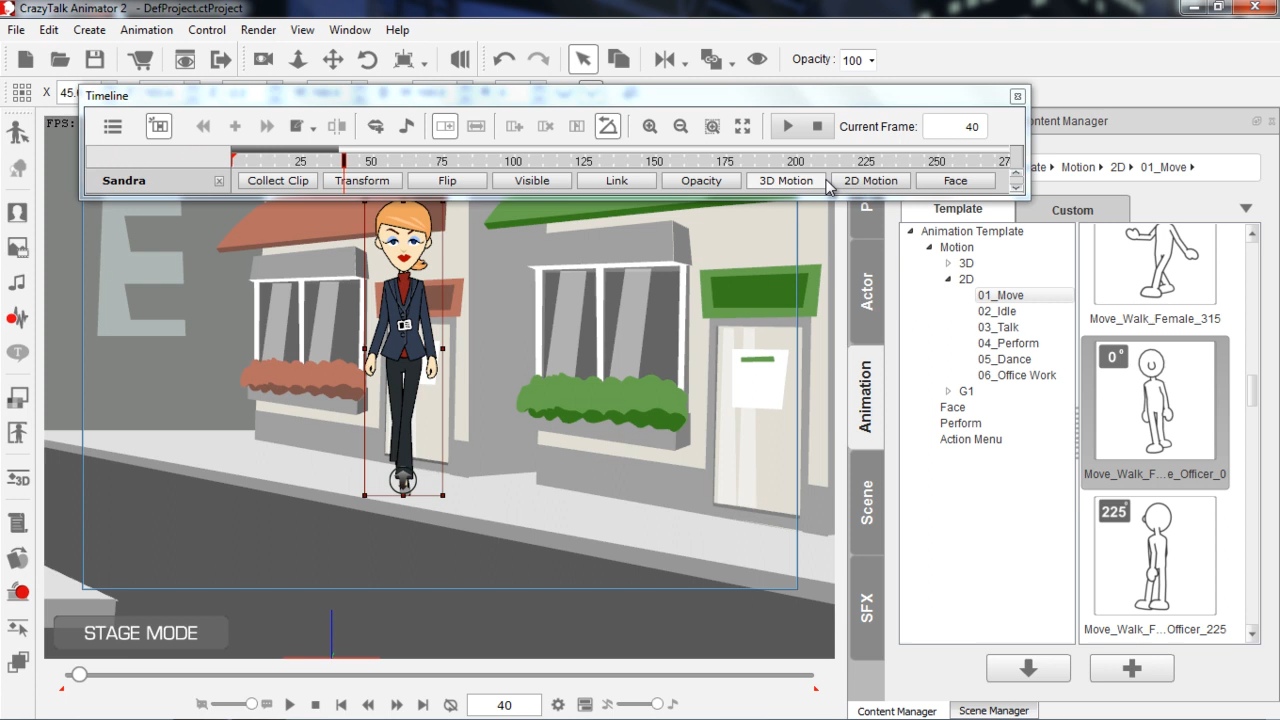 CrazyTalk Animator 2 - DefProject.ctProject
File Edit Create Animation Control Render View Window Help
Opacity : 100
X 45.
Timeline
Current Frame: 40
25 50 75 100 125 150 175 200 225 250 27
Sandra Collect Clip Transform Flip Visible Link Opacity 3D Motion 2D Motion Face
FPS:
E
STAGE MODE
40
ontent Manager
ate Motion 2D 01_Move
Template Custom
Animation Template
Motion
3D
2D
01_Move
02_Idle
03_Talk
04_Perform
05_Dance
06_Office Work
G1
Face
Perform
Action Menu
Actor
Animation
Scene
SFX
Move_Walk_Female_315
0°
Move_Walk_F...e_Officer_0
225°
Move_Walk_F...Officer_225
Content Manager Scene Manager
3D